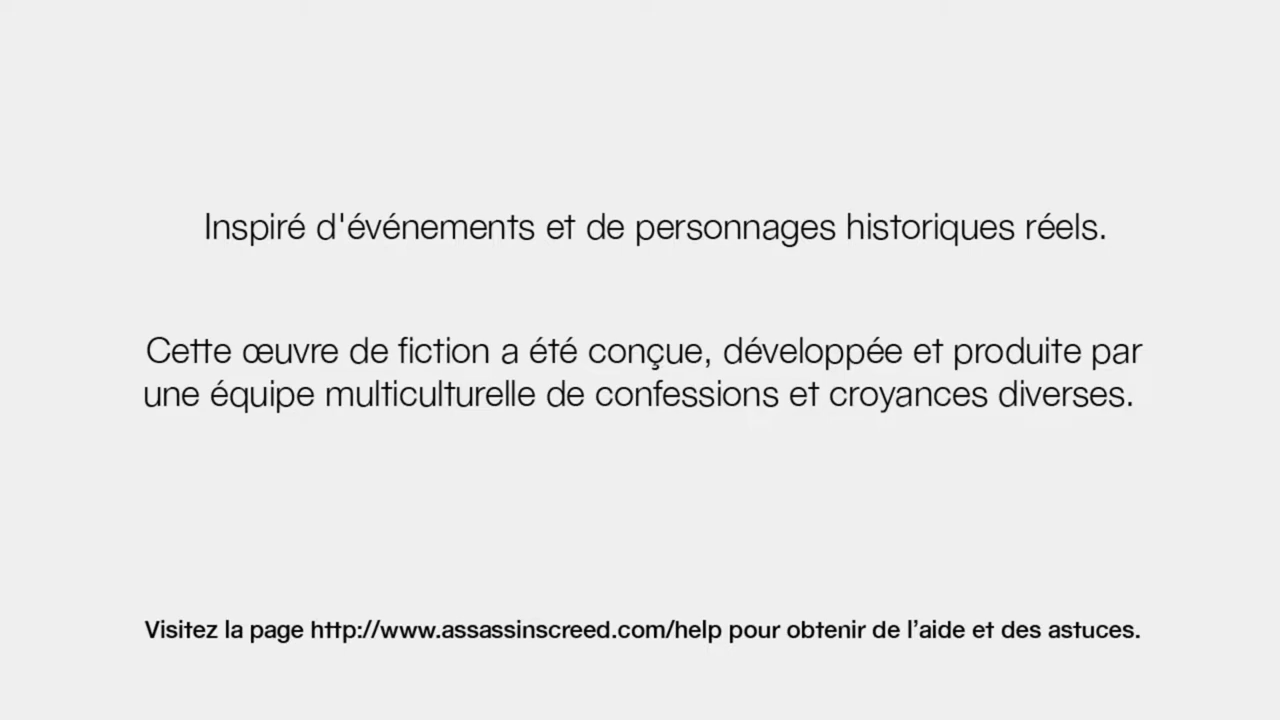 Inspiré d'événements et de personnages historiques réels.
Cette œuvre de fiction a été conçue, développée et produite par
une équipe multiculturelle de confessions et croyances diverses.
Visitez la page http://www.assassinscreed.com/help pour obtenir de l’aide et des astuces.